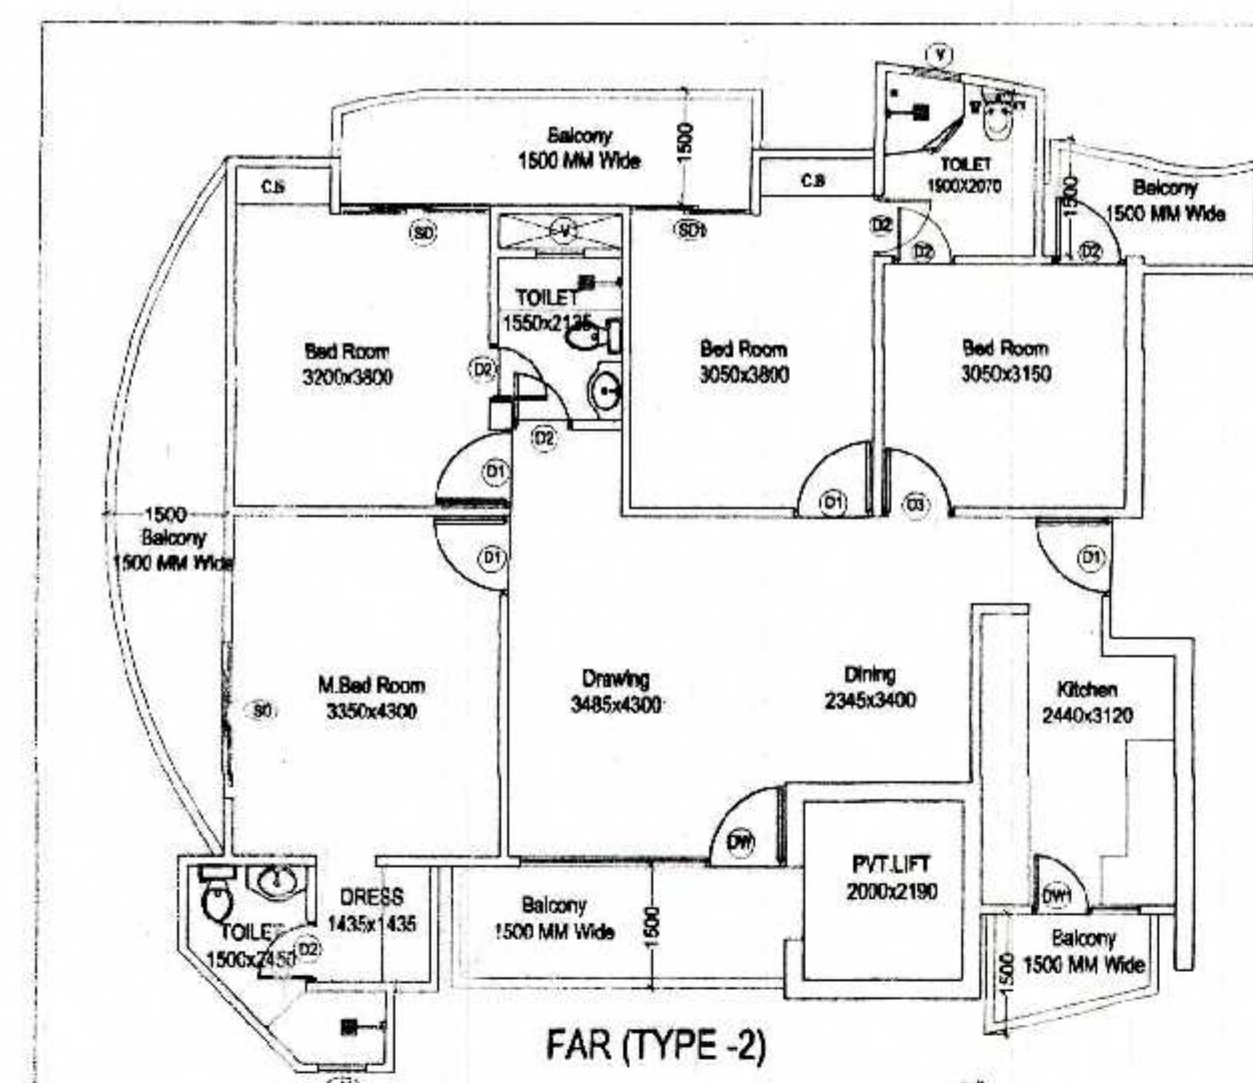 V
Balcony
1500 MM Wide
1500
TOILET
1900X2070
C.B
C.B
Balcony
1500 MM Wide
1500
SD
V
SD1
D2
D2
D2
TOILET
1550x2135
Bed Room
3200x3800
D2
Bed Room
3050x3800
Bed Room
3050x3150
D2
D1
D1
D3
1500
Balcony
1500 MM Wide
D1
D1
M.Bed Room
3350x4300
SD
Drawing
3485x4300
Dining
2345x3400
Kitchen
2440x3120
DW
PVT.LIFT
2000x2190
DW1
DRESS
1435x1435
TOILET
1500x2450
D2
Balcony
1500 MM Wide
1500
Balcony
1500 MM Wide
1500
FAR (TYPE -2)